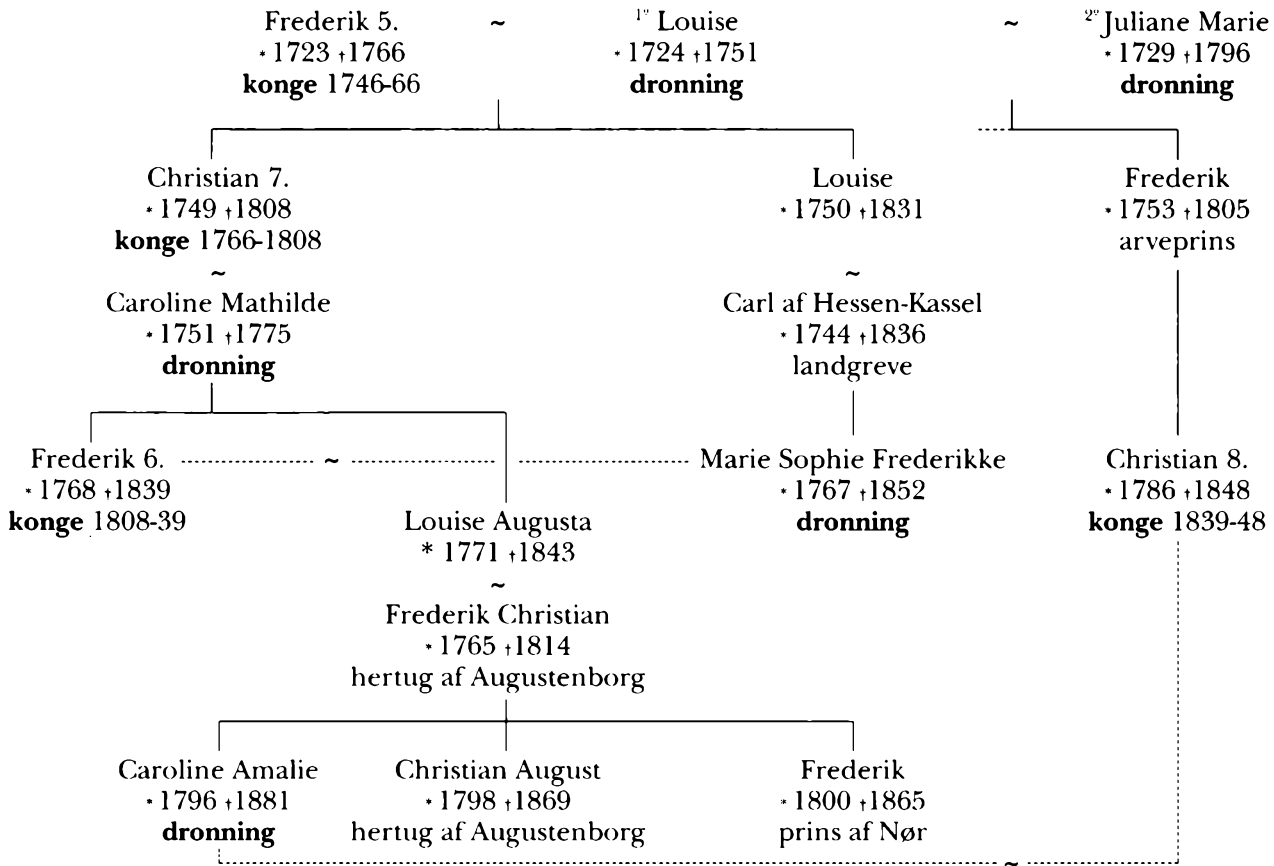 Frederik 5. ~ 1º Louise ~ 2º Juliane Marie
* 1723 †1766 * 1724 †1751 * 1729 †1796
konge 1746-66 dronning dronning
Christian 7. Louise Frederik
* 1749 †1808 * 1750 †1831 * 1753 †1805
konge 1766-1808 arveprins
~ ~
Caroline Mathilde Carl af Hessen-Kassel
* 1751 †1775 * 1744 †1836
dronning landgreve
Frederik 6. ~ Marie Sophie Frederikke Christian 8.
* 1768 †1839 * 1767 †1852 * 1786 †1848
konge 1808-39 Louise Augusta dronning konge 1839-48
* 1771 †1843
~
Frederik Christian
* 1765 †1814
hertug af Augustenborg
Caroline Amalie Christian August Frederik
* 1796 †1881 * 1798 †1869 * 1800 †1865
dronning hertug af Augustenborg prins af Nør
~